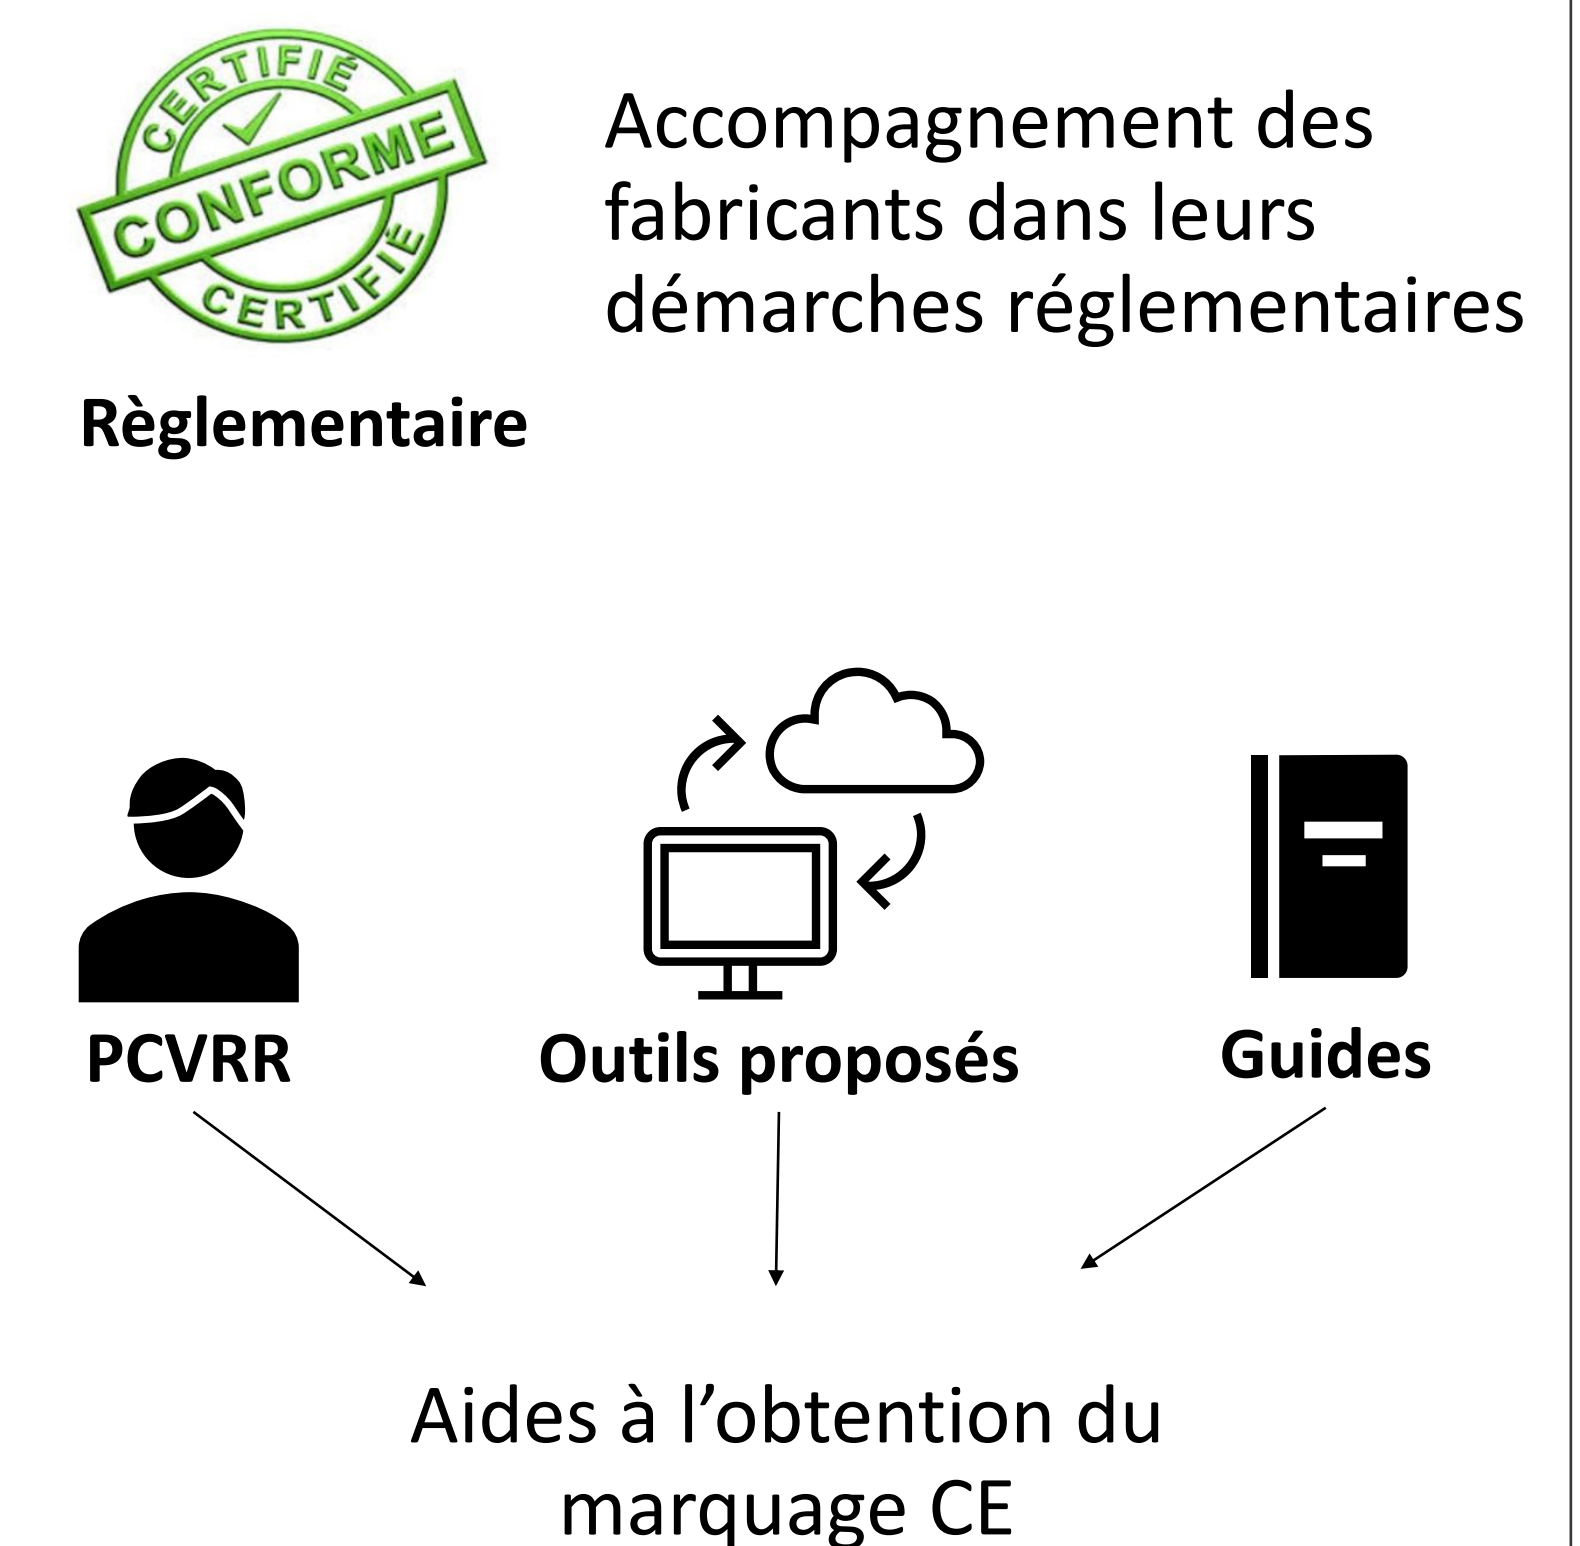 CERTIFIÉ
CONFORME
CERTIFIÉ
Accompagnement des
fabricants dans leurs
démarches réglementaires
Règlementaire
PCVRR
Outils proposés
Guides
Aides à l’obtention du
marquage CE